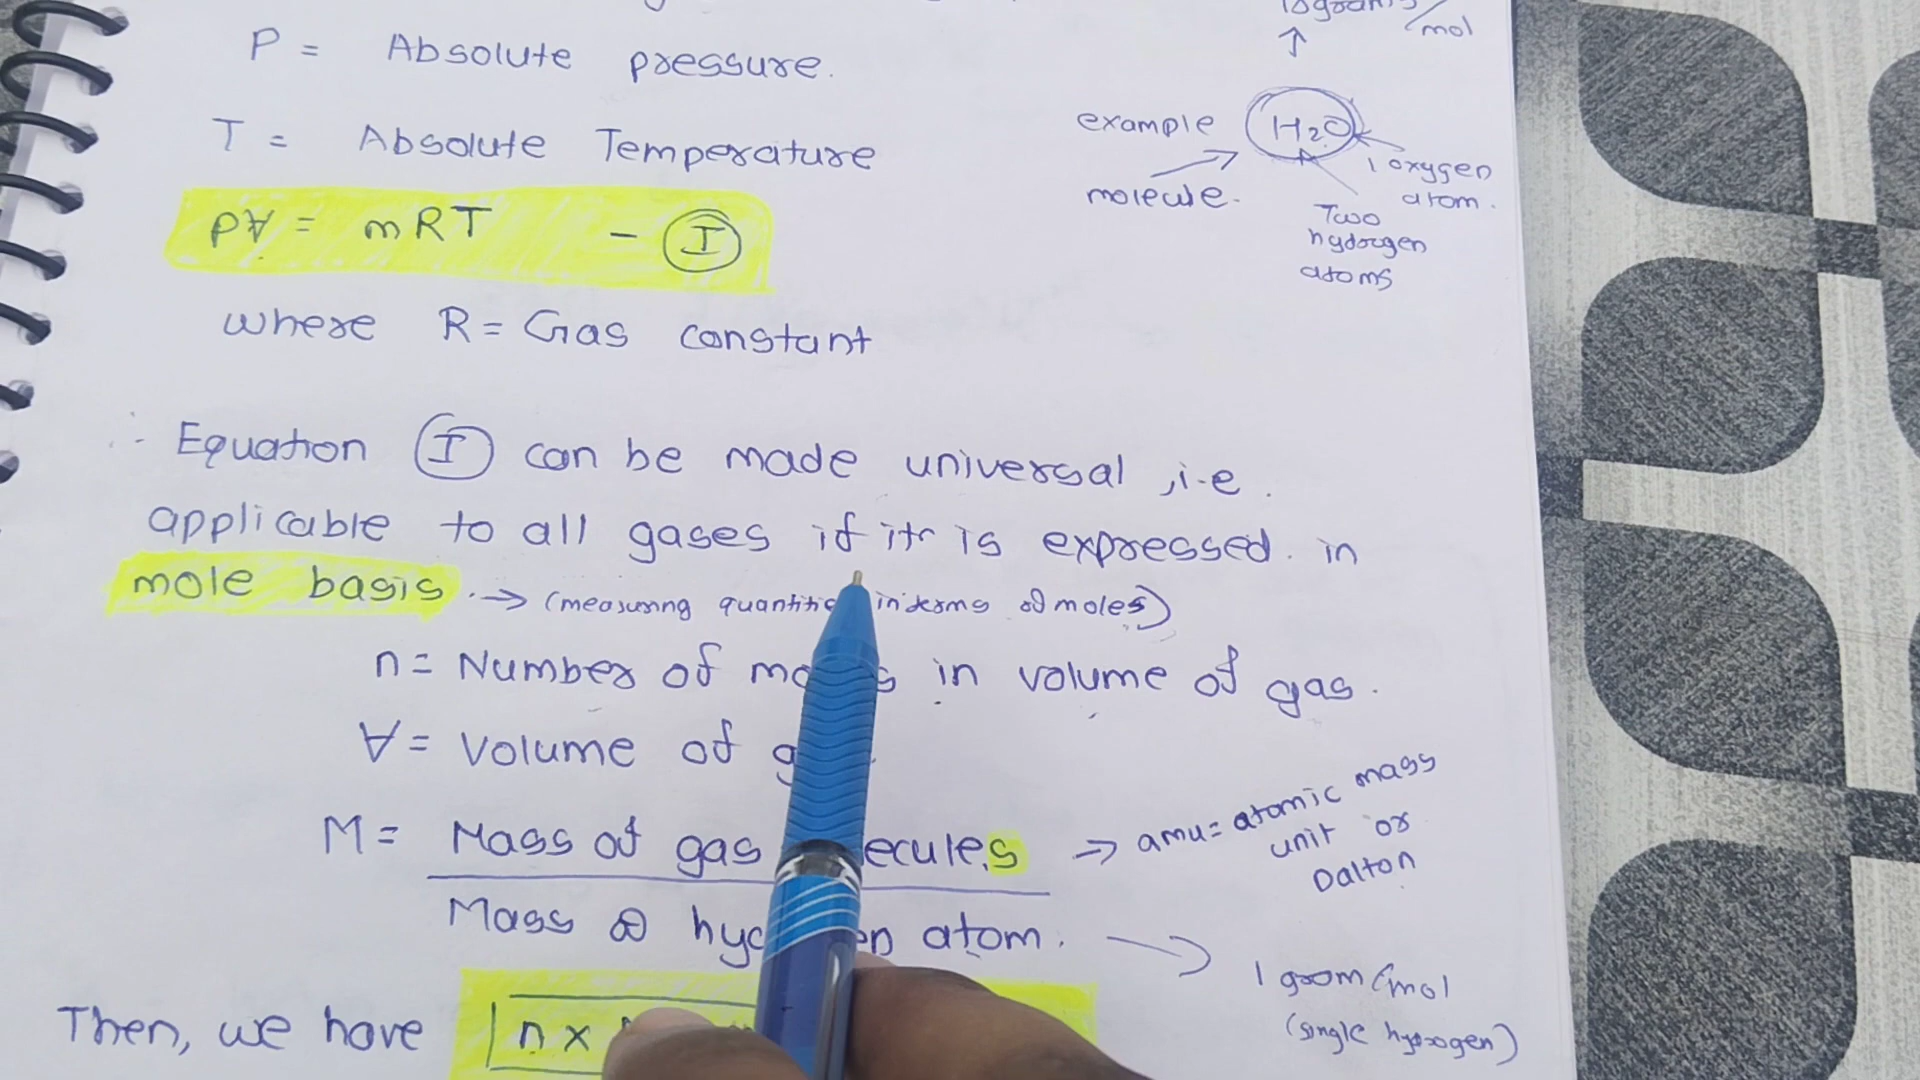 P = Absolute pressure.
T = Absolute Temperature
P∀ = mRT - I
where R = Gas constant
/mol
↑
example H2O
molecule.
1 oxygen
atom.
Two
hydrogen
atoms
∴ Equation I can be made universal, i.e.
applicable to all gases if it is expressed. in
mole basis. → (measuring in terms of moles)
n = Number of in volume of gas.
∀ = Volume of
M = Mass of gas
Mass of atom.
→ amu = atomic mass
unit or
Dalton
→ 1 gram/mol
(single hydrogen)
Then, we have n x